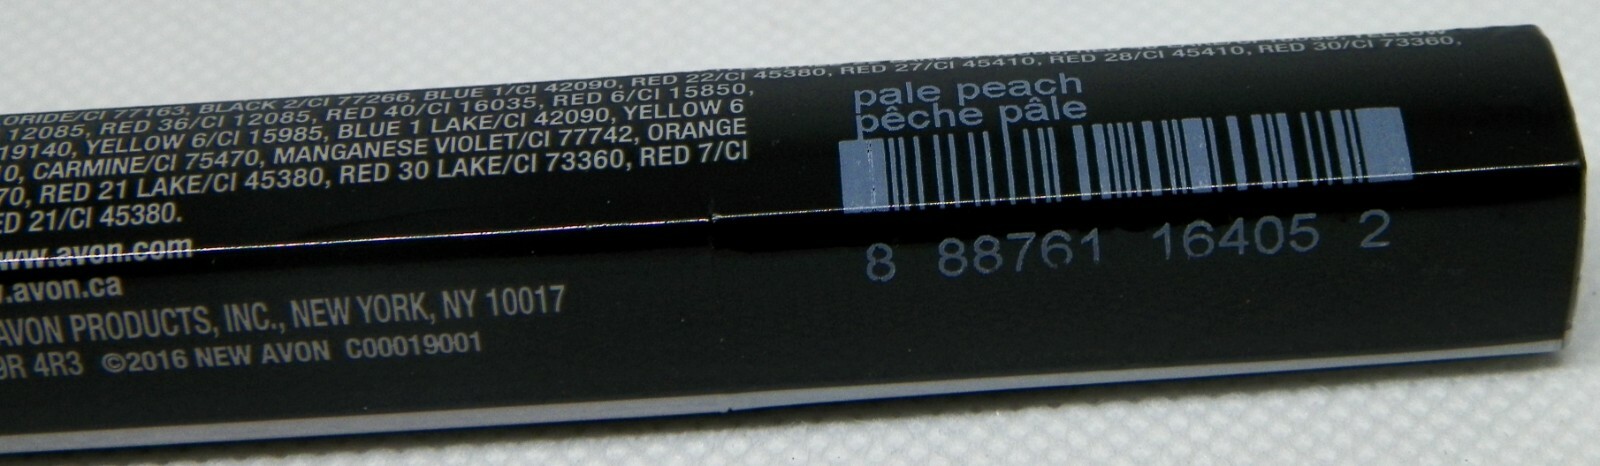 ORIDE/CI 77163, BLACK 2/CI 77266, BLUE 1/CI 42090, RED 22/CI 45380, RED 27/CI 45410, RED 28/CI 45410, RED 30/CI 73360,
12085, RED 36/CI 12085, RED 40/CI 16035, RED 6/CI 15850,
19140, YELLOW 6/CI 15985, BLUE 1 LAKE/CI 42090, YELLOW 6
10, CARMINE/CI 75470, MANGANESE VIOLET/CI 77742, ORANGE
70, RED 21 LAKE/CI 45380, RED 30 LAKE/CI 73360, RED 7/CI
ED 21/CI 45380.
www.avon.com
.avon.ca
AVON PRODUCTS, INC., NEW YORK, NY 10017
9R 4R3 ©2016 NEW AVON C00019001
pale peach
pêche pâle
8 88761 16405 2